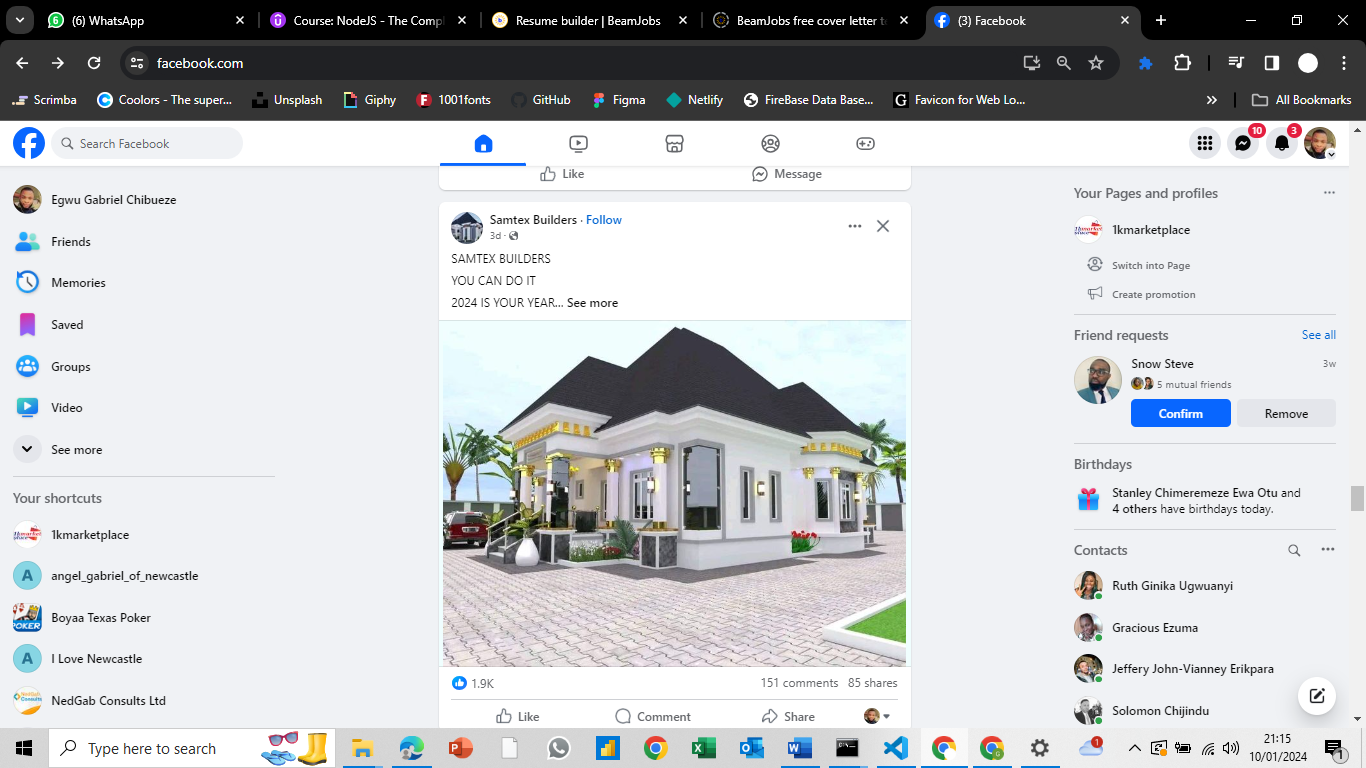 (6) WhatsApp
Course: NodeJS - The Compl
Resume builder | BeamJobs
BeamJobs free cover letter te
(3) Facebook
facebook.com
Scrimba
Coolors - The super...
Unsplash
Giphy
1001fonts
GitHub
Figma
Netlify
FireBase Data Base...
Favicon for Web Lo...
All Bookmarks
Search Facebook
10
3
Egwu Gabriel Chibueze
Friends
Memories
Saved
Groups
Video
See more
Your shortcuts
1kmarketplace
angel_gabriel_of_newcastle
Boyaa Texas Poker
I Love Newcastle
NedGab Consults Ltd
Like
Message
Samtex Builders · Follow
3d ·
SAMTEX BUILDERS
YOU CAN DO IT
2024 IS YOUR YEAR... See more
1.9K
151 comments 85 shares
Like
Comment
Share
Your Pages and profiles
1kmarketplace
Switch into Page
Create promotion
Friend requests
See all
Snow Steve
3w
5 mutual friends
Confirm
Remove
Birthdays
Stanley Chimeremeze Ewa Otu and
4 others have birthdays today.
Contacts
Ruth Ginika Ugwuanyi
Gracious Ezuma
Jeffery John-Vianney Erikpara
Solomon Chijindu
Type here to search
1
21:15
10/01/2024
1